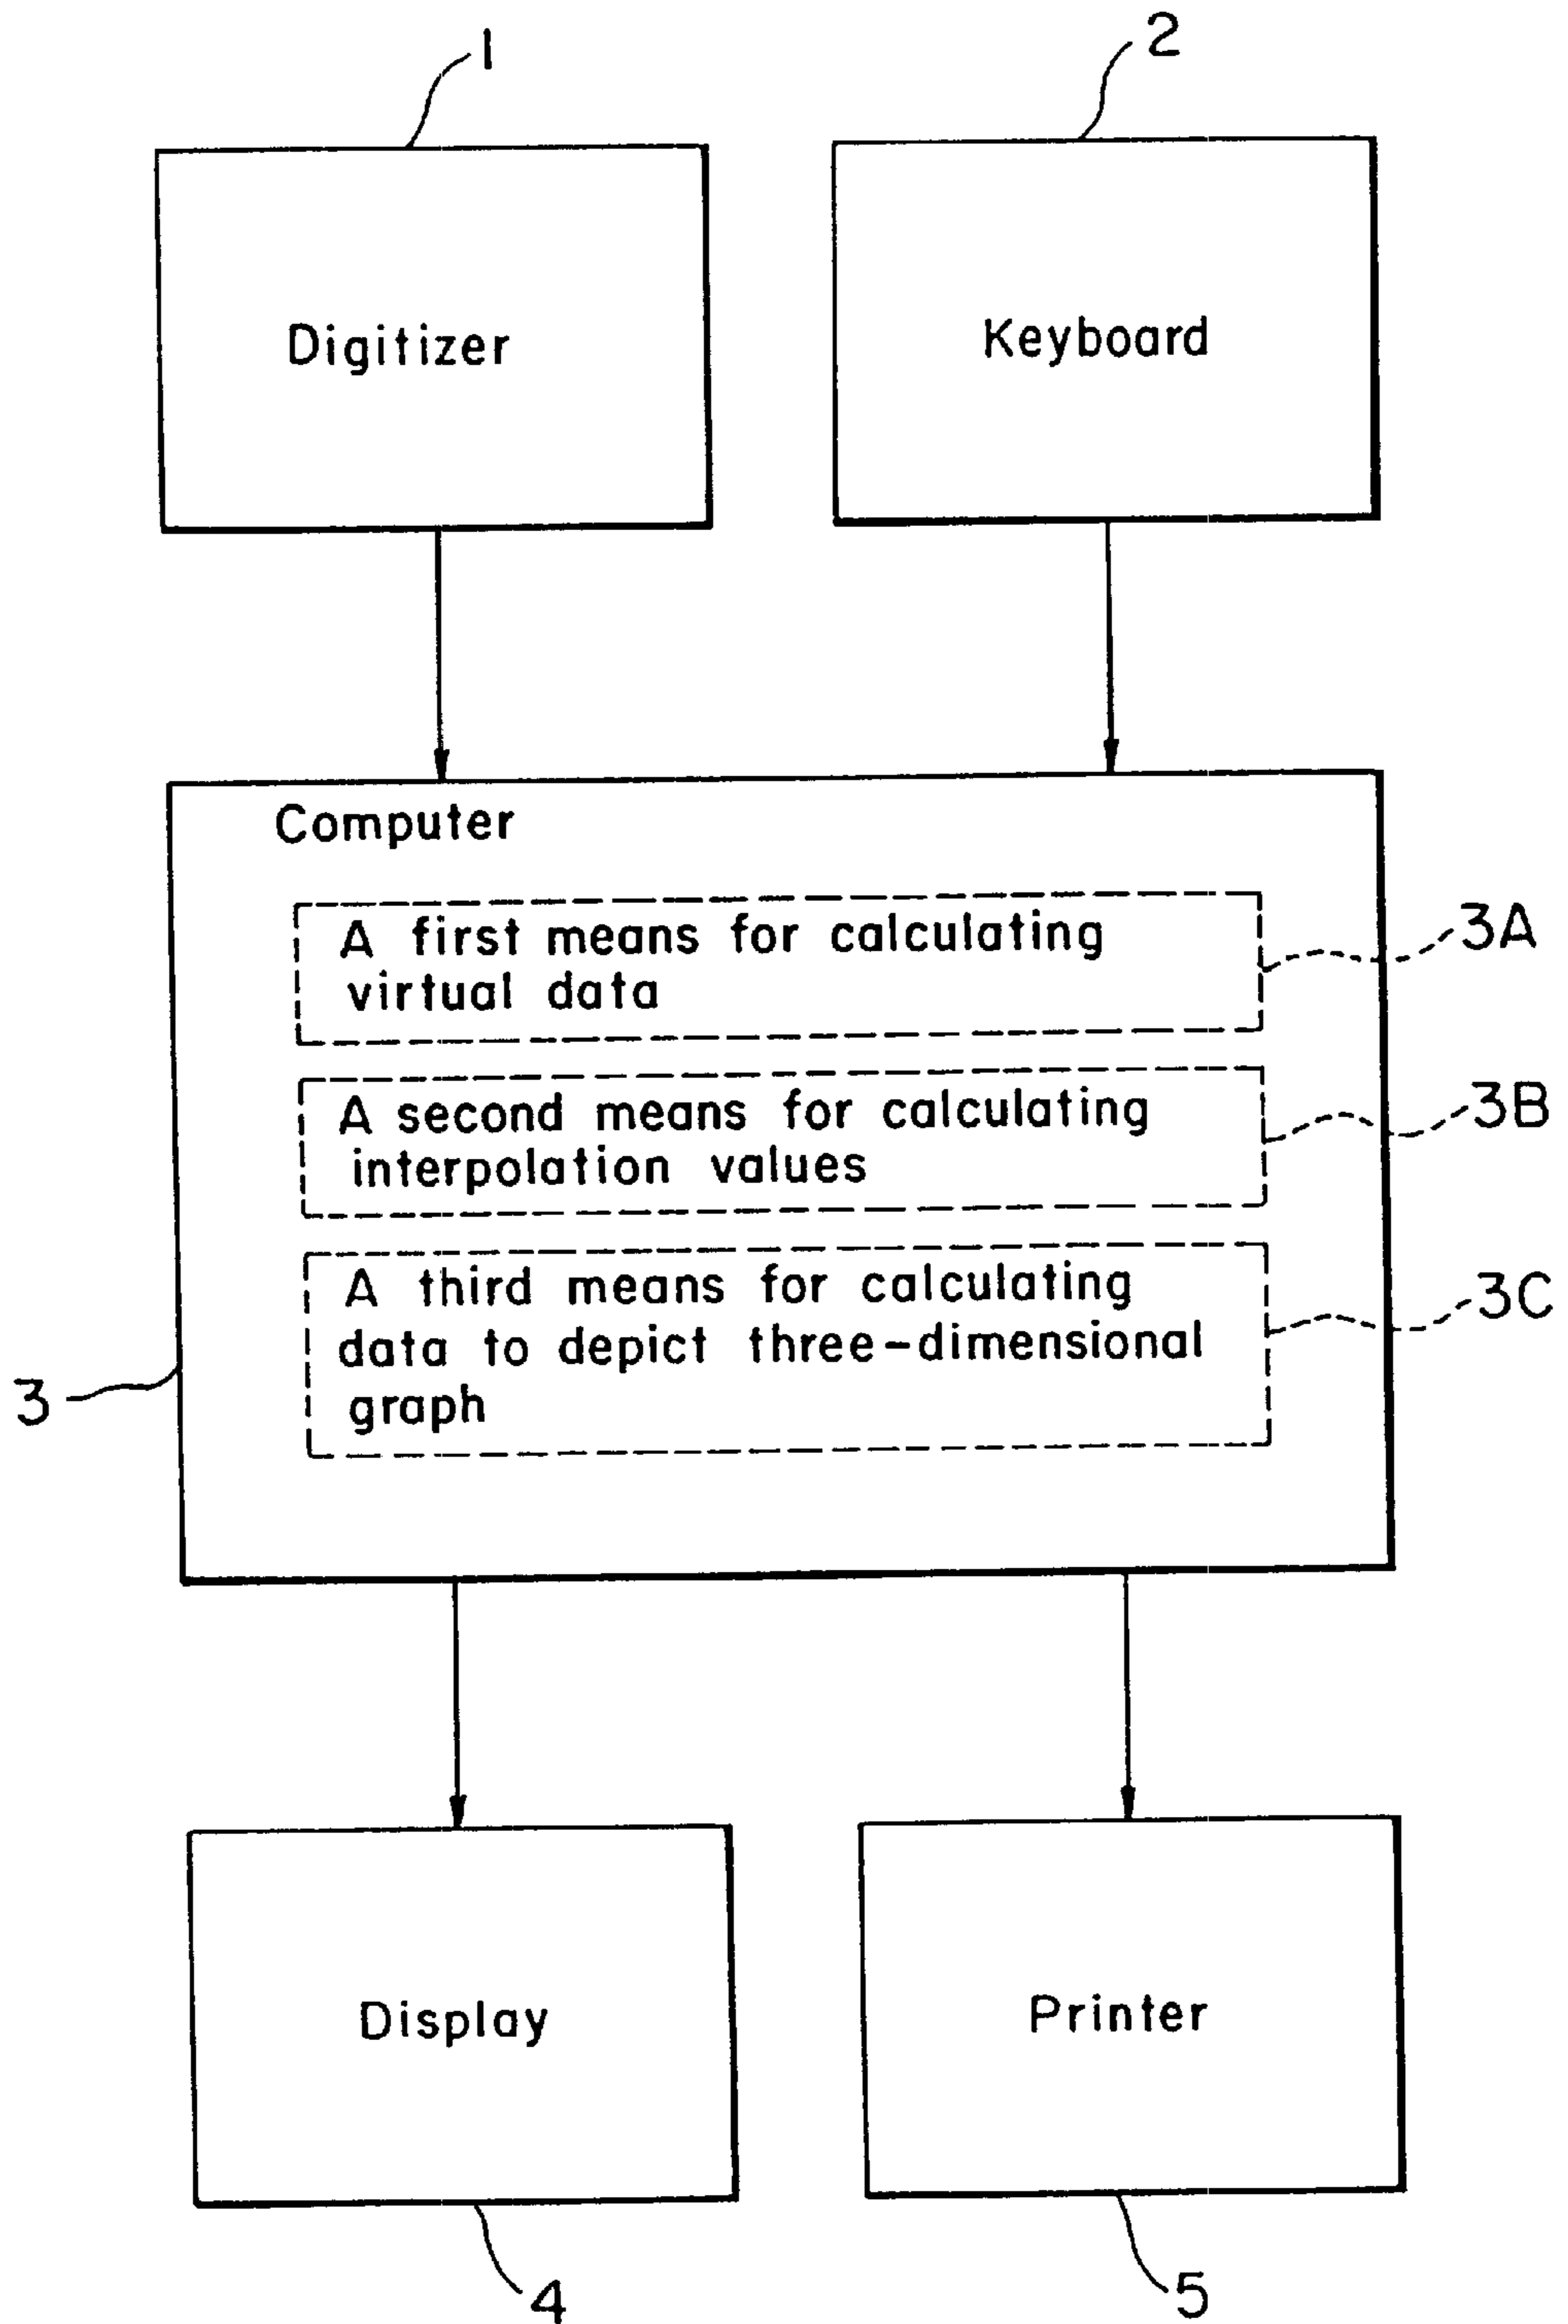 1
2
Digitizer
Keyboard
Computer
A first means for calculating
virtual data
3A
A second means for calculating
interpolation values
3B
A third means for calculating
data to depict three-dimensional
graph
3C
3
Display
Printer
4
5